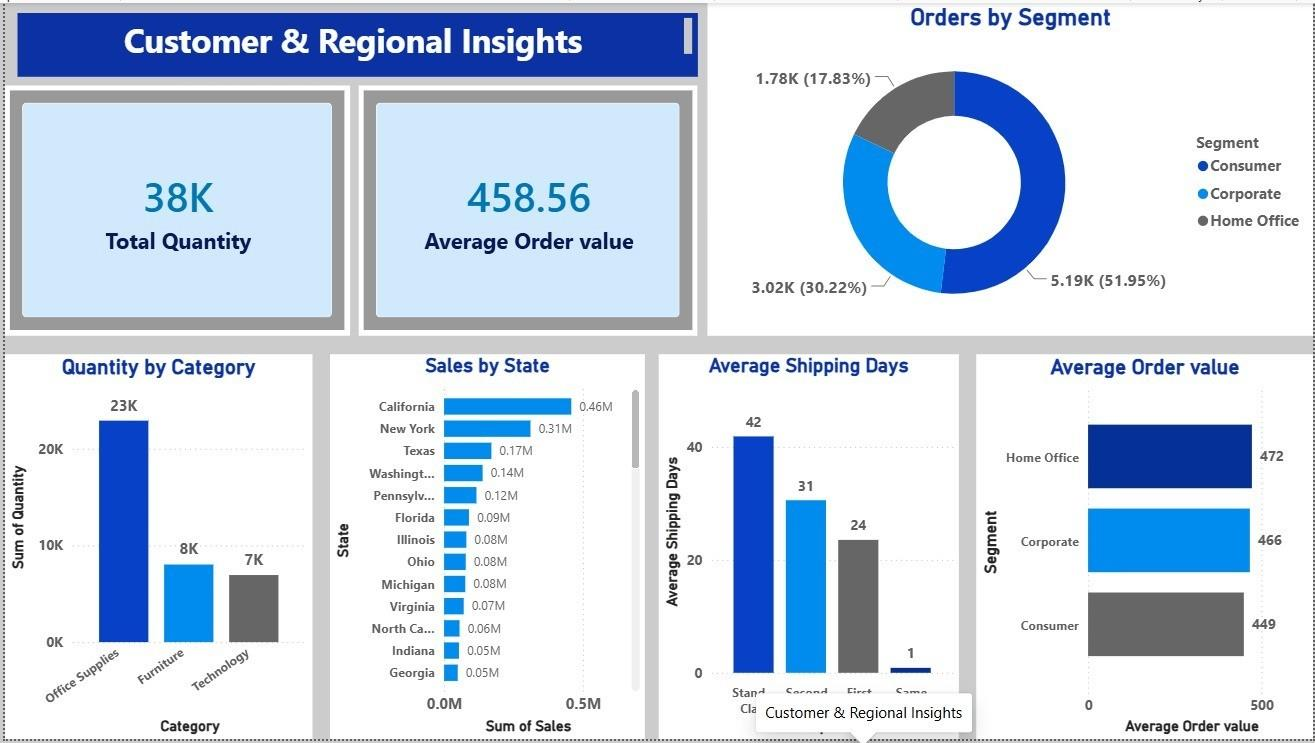 Customer & Regional Insights
38K
Total Quantity
458.56
Average Order value
Orders by Segment
1.78K (17.83%)
3.02K (30.22%)
5.19K (51.95%)
Segment
Consumer
Corporate
Home Office
Quantity by Category
Sum of Quantity
20K
10K
0K
23K
8K
7K
Office Supplies
Furniture
Technology
Category
Sales by State
State
California 0.46M
New York 0.31M
Texas 0.17M
Washingt... 0.14M
Pennsylv... 0.12M
Florida 0.09M
Illinois 0.08M
Ohio 0.08M
Michigan 0.08M
Virginia 0.07M
North Ca... 0.06M
Indiana 0.05M
Georgia 0.05M
0.0M 0.5M
Sum of Sales
Average Shipping Days
Average Shipping Days
40
20
0
42
31
24
1
Customer & Regional Insights
Average Order value
Segment
Home Office 472
Corporate 466
Consumer 449
0 500
Average Order value